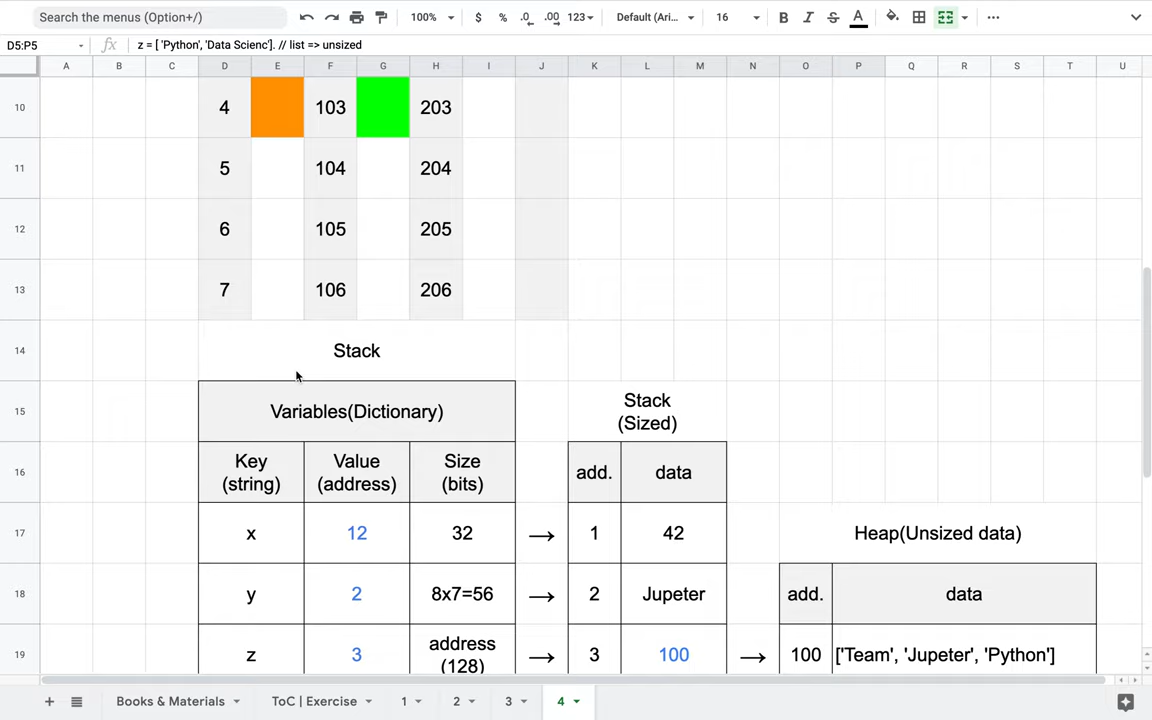 Search the menus (Option+/)
100%
$
%
.0
.00
123
Default (Ari...
16
B
I
S
A
D5:P5
fx
z = [ 'Python', 'Data Scienc']. // list => unsized
A B C D E F G H I J K L M N O P Q R S T U
10 4 103 203
11 5 104 204
12 6 105 205
13 7 106 206
14 Stack
15 Variables(Dictionary)
Stack
(Sized)
16
Key
(string)
Value
(address)
Size
(bits)
add. data
17 x 12 32 → 1 42
Heap(Unsized data)
18 y 2 8x7=56 → 2 Jupeter
add. data
19 z 3
address
(128)
→ 3 100 → 100 ['Team', 'Jupeter', 'Python']
+
Books & Materials
ToC | Exercise
1
2
3
4